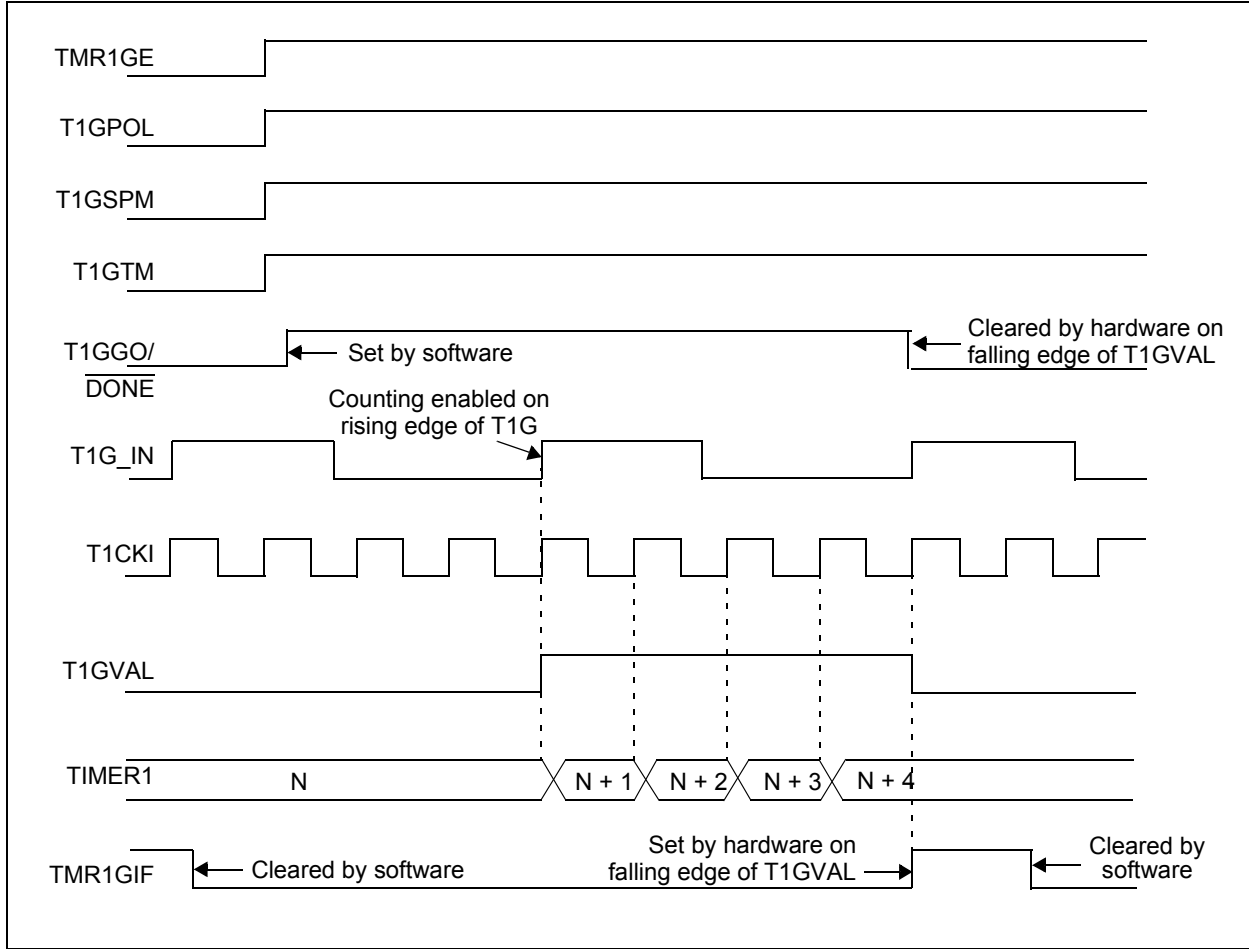 TMR1GE
T1GPOL
T1GSPM
T1GTM
T1GGO/
DONE
Set by software
Cleared by hardware on
falling edge of T1GVAL
Counting enabled on
rising edge of T1G
T1G_IN
T1CKI
T1GVAL
TIMER1
N
N + 1
N + 2
N + 3
N + 4
TMR1GIF
Cleared by software
Set by hardware on
falling edge of T1GVAL
Cleared by
software